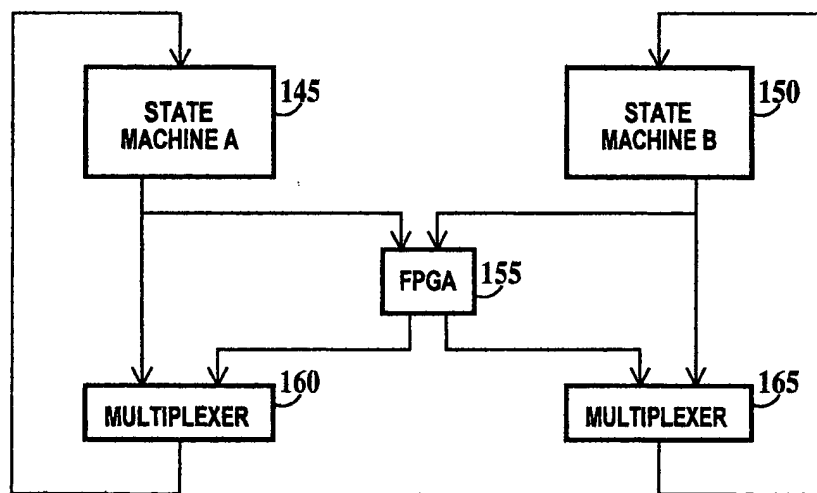 STATE
MACHINE A
145
STATE
MACHINE B
150
FPGA
155
MULTIPLEXER
160
MULTIPLEXER
165